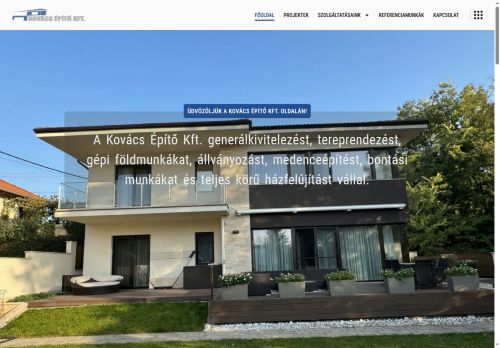 KOVÁCS ÉPÍTŐ KFT.
FŐOLDAL PROJEKTEK SZOLGÁLTATÁSAINK REFERENCIAMUNKÁK KAPCSOLAT
ÜDVÖZÖLJÜK A KOVÁCS ÉPÍTŐ KFT. OLDALÁN!
A Kovács Építő Kft. generálkivitelezést, tereprendezést,
gépi földmunkákat, állványozást, medenceépítést, bontási
munkákat és teljes körű házfelújítást vállal.